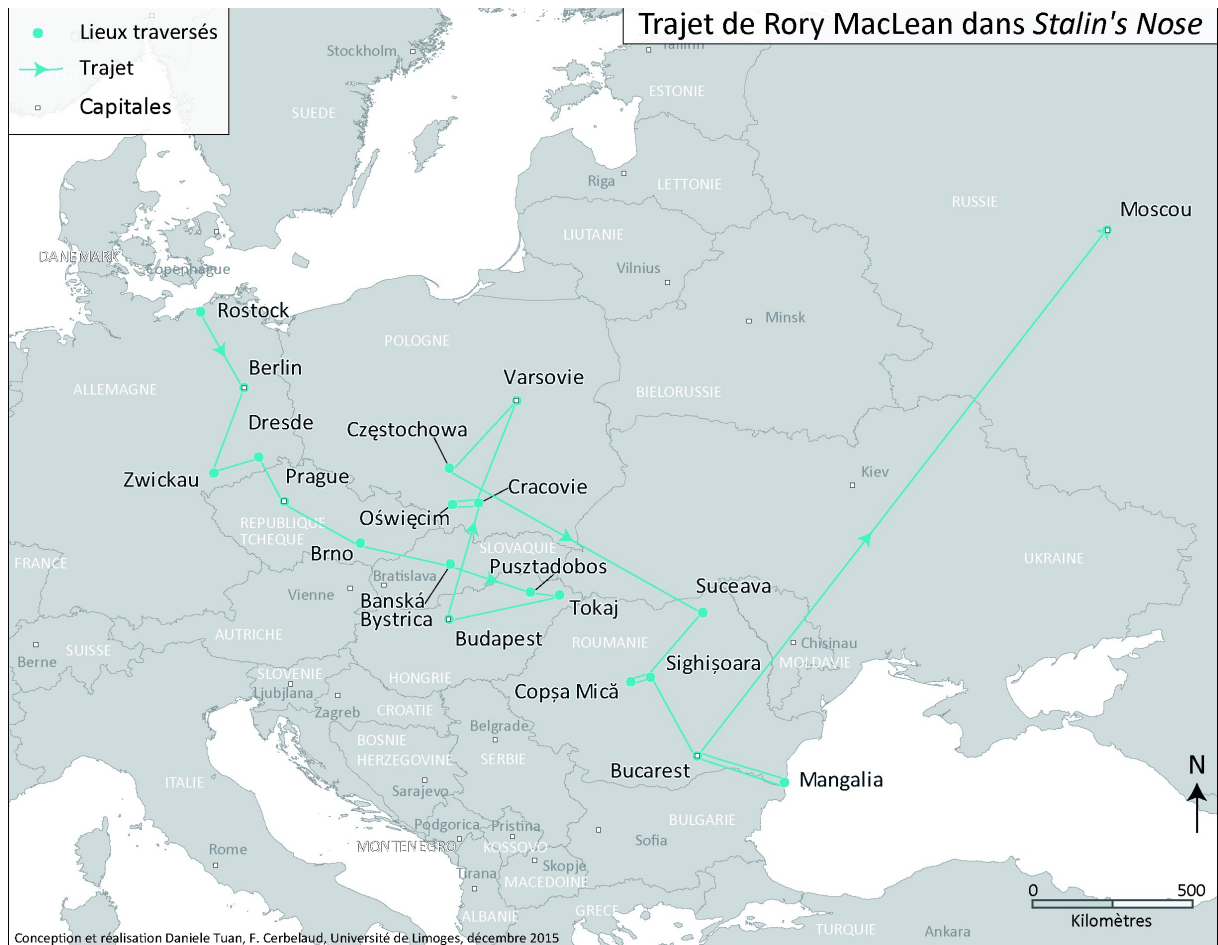 Trajet de Rory MacLean dans Stalin's Nose
Lieux traversés
Trajet
Capitales
Stockholm
Tallinn
SUEDE
ESTONIE
Riga
LETTONIE
RUSSIE
Moscou
LIUTANIE
DANEMARK
Copenhague
Vilnius
Rostock
Minsk
POLOGNE
Berlin
Varsovie
ALLEMAGNE
BIELORUSSIE
Dresde
Częstochowa
Zwickau
Prague
Kiev
Cracovie
Oświęcim
REPUBLIQUE
TCHEQUE
Brno
SLOVAQUIE
UKRAINE
FRANCE
Pusztadobos
Bratislava
Vienne
Suceava
Banská
Bystrica
Tokaj
AUTRICHE
Budapest
ROUMANIE
Chisinau
SUISSE
Berne
MOLDAVIE
Sighișoara
SLOVENIE
HONGRIE
Ljubjlana
Copșa Mică
Zagreb
CROATIE
Belgrade
BOSNIE
HERZEGOVINE
SERBIE
Bucarest
Mangalia
N
ITALIE
Sarajevo
BULGARIE
Podgorica
Pristina
Sofia
MONTENEGRO
KOSSOVO
Rome
Skopje
Tirana
MACEDOINE
0
500
Kilomètres
GRECE
ALBANIE
TURQUIE
Ankara
Conception et réalisation Daniele Tuan, F. Cerbelaud, Université de Limoges, décembre 2015